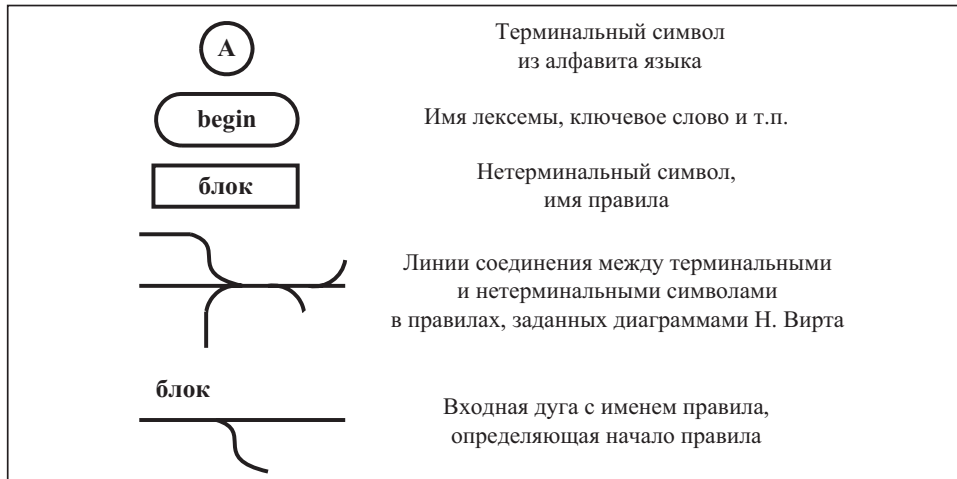 A
Терминальный символ
из алфавита языка
begin
Имя лексемы, ключевое слово и т.п.
блок
Нетерминальный символ,
имя правила
Линии соединения между терминальными
и нетерминальными символами
в правилах, заданных диаграммами Н. Вирта
блок
Входная дуга с именем правила,
определяющая начало правила